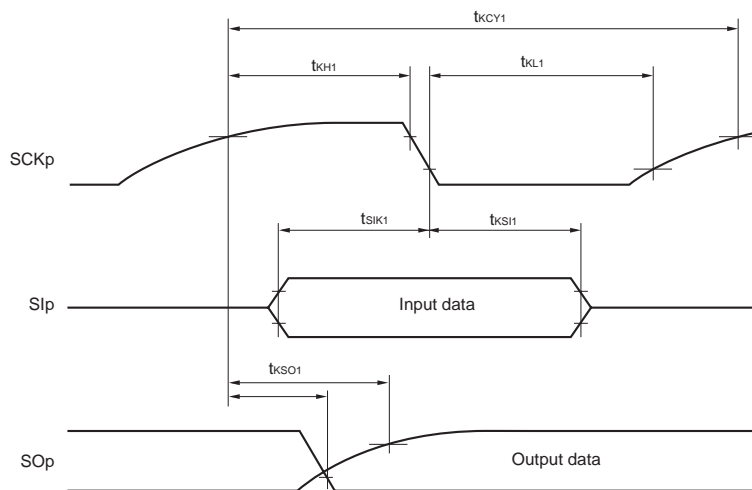 tKCY1
tKH1
tKL1
SCKp
tSIK1
tKSI1
SIp
Input data
tKSO1
SOp
Output data